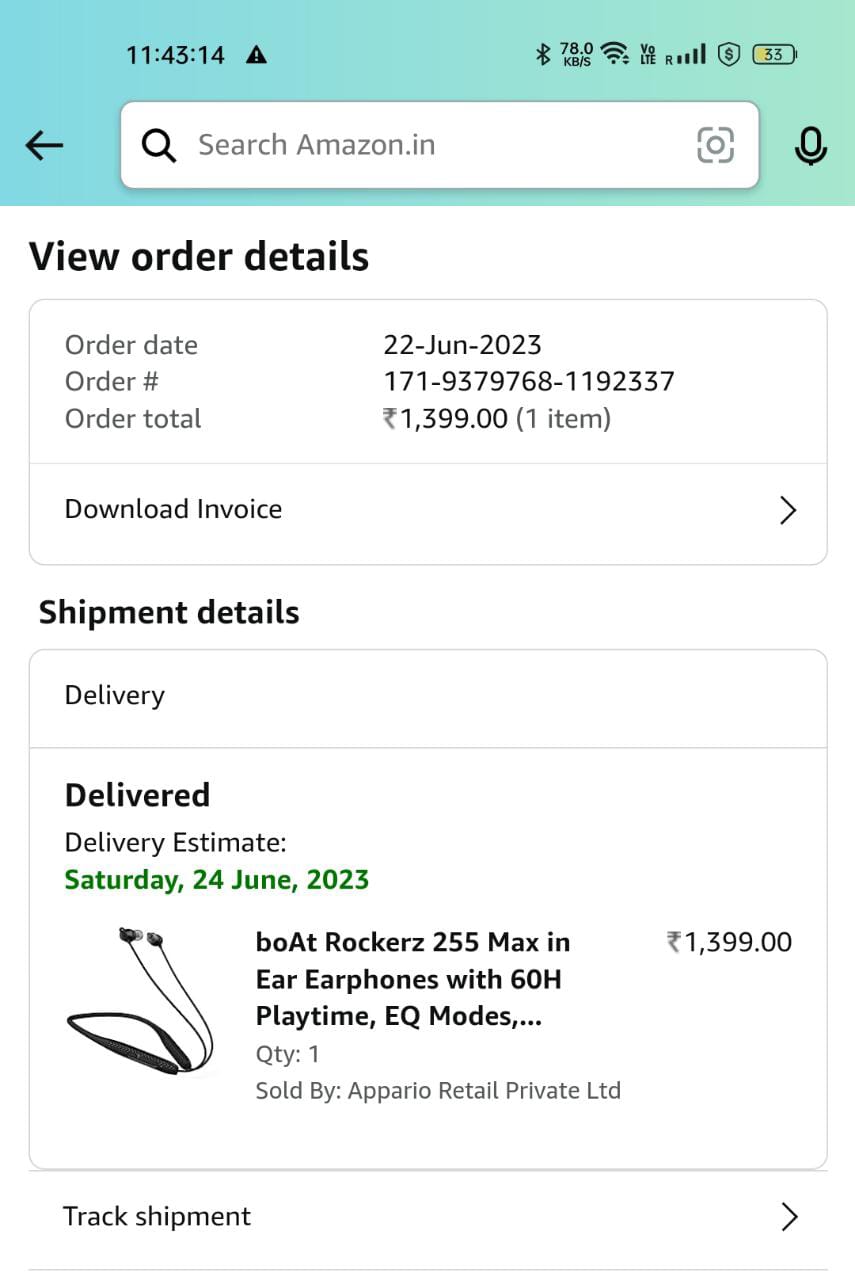 11:43:14
78.0 KB/S Vo LTE R 33
Search Amazon.in
View order details
Order date 22-Jun-2023
Order # 171-9379768-1192337
Order total ₹1,399.00 (1 item)
Download Invoice
Shipment details
Delivery
Delivered
Delivery Estimate:
Saturday, 24 June, 2023
boAt Rockerz 255 Max in ₹1,399.00
Ear Earphones with 60H
Playtime, EQ Modes,...
Qty: 1
Sold By: Appario Retail Private Ltd
Track shipment